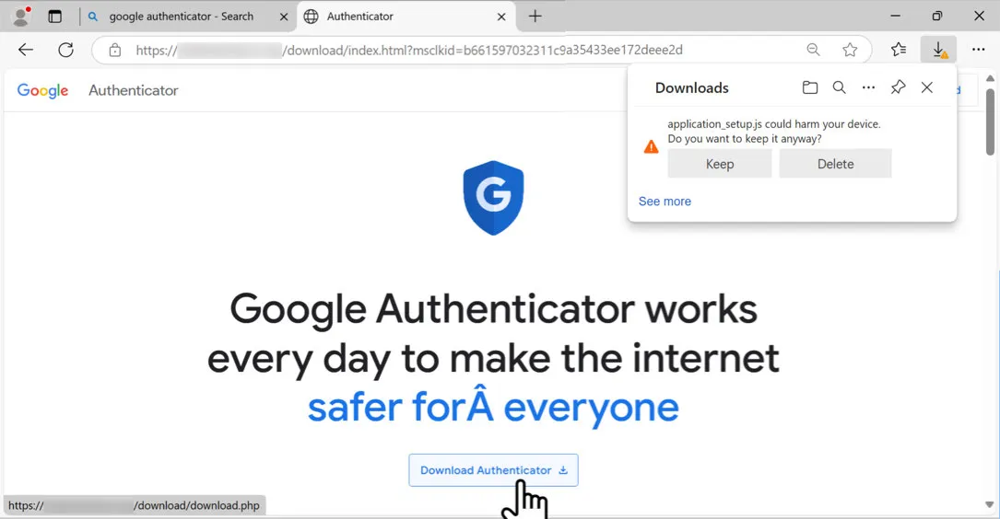 google authenticator - Search
Authenticator
https:// /download/index.html?msclkid=b661597032311c9a35433ee172deee2d
Google Authenticator
Downloads
application_setup.js could harm your device.
Do you want to keep it anyway?
Keep Delete
See more
G
Google Authenticator works
every day to make the internet
safer forÂ everyone
Download Authenticator
https:// /download/download.php